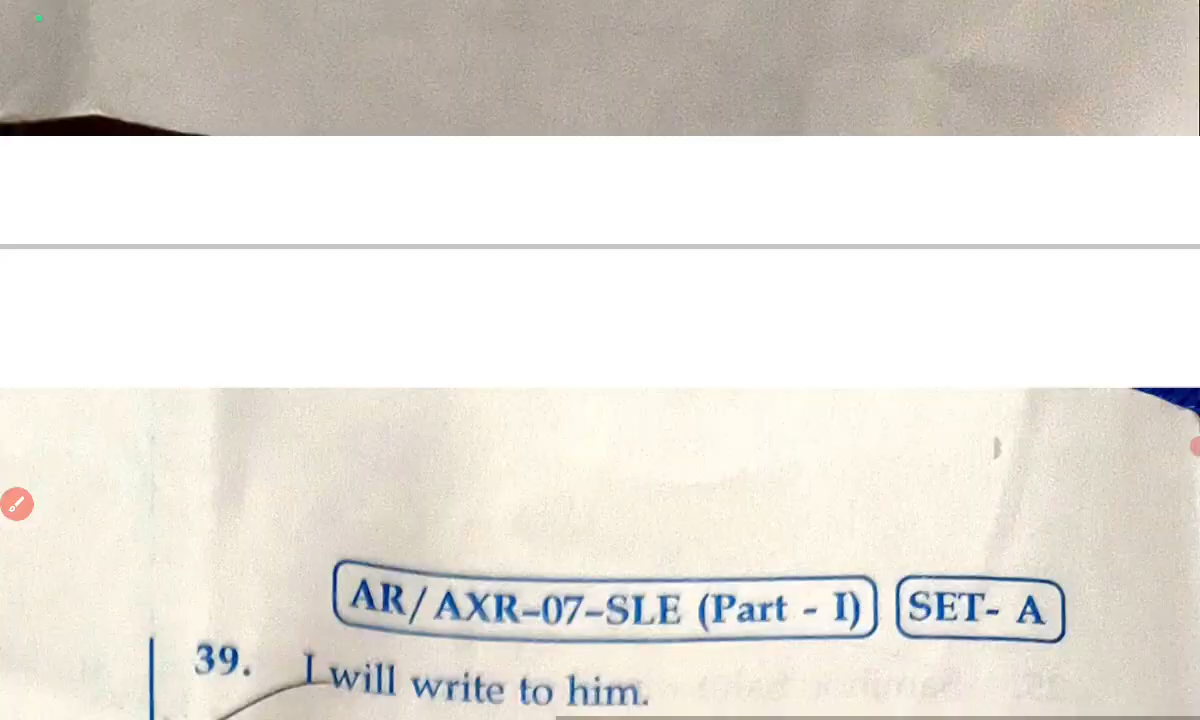 AR/AXR-07-SLE (Part - I) SET- A
39. I will write to him.